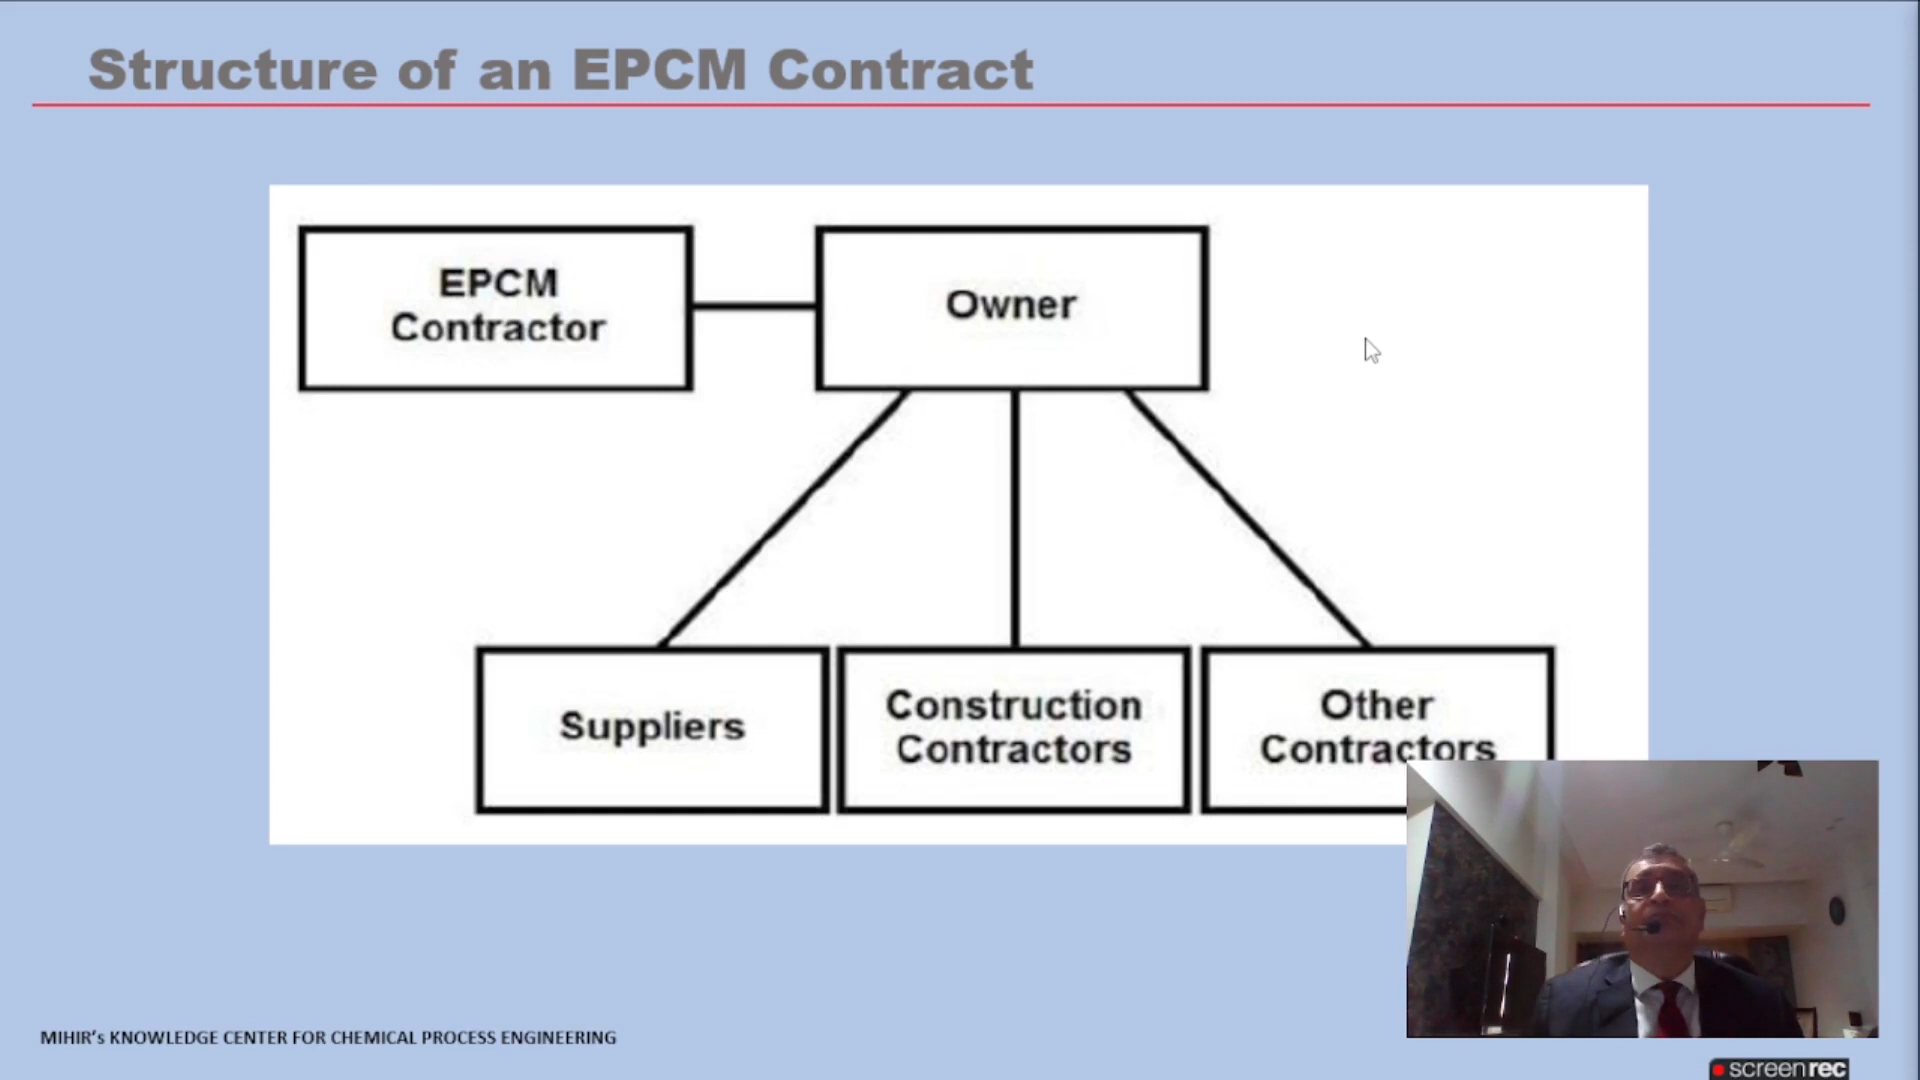 Structure of an EPCM Contract
EPCM
Contractor
Owner
Suppliers
Construction
Contractors
Other
Contractors
MIHIR's KNOWLEDGE CENTER FOR CHEMICAL PROCESS ENGINEERING
screenrec